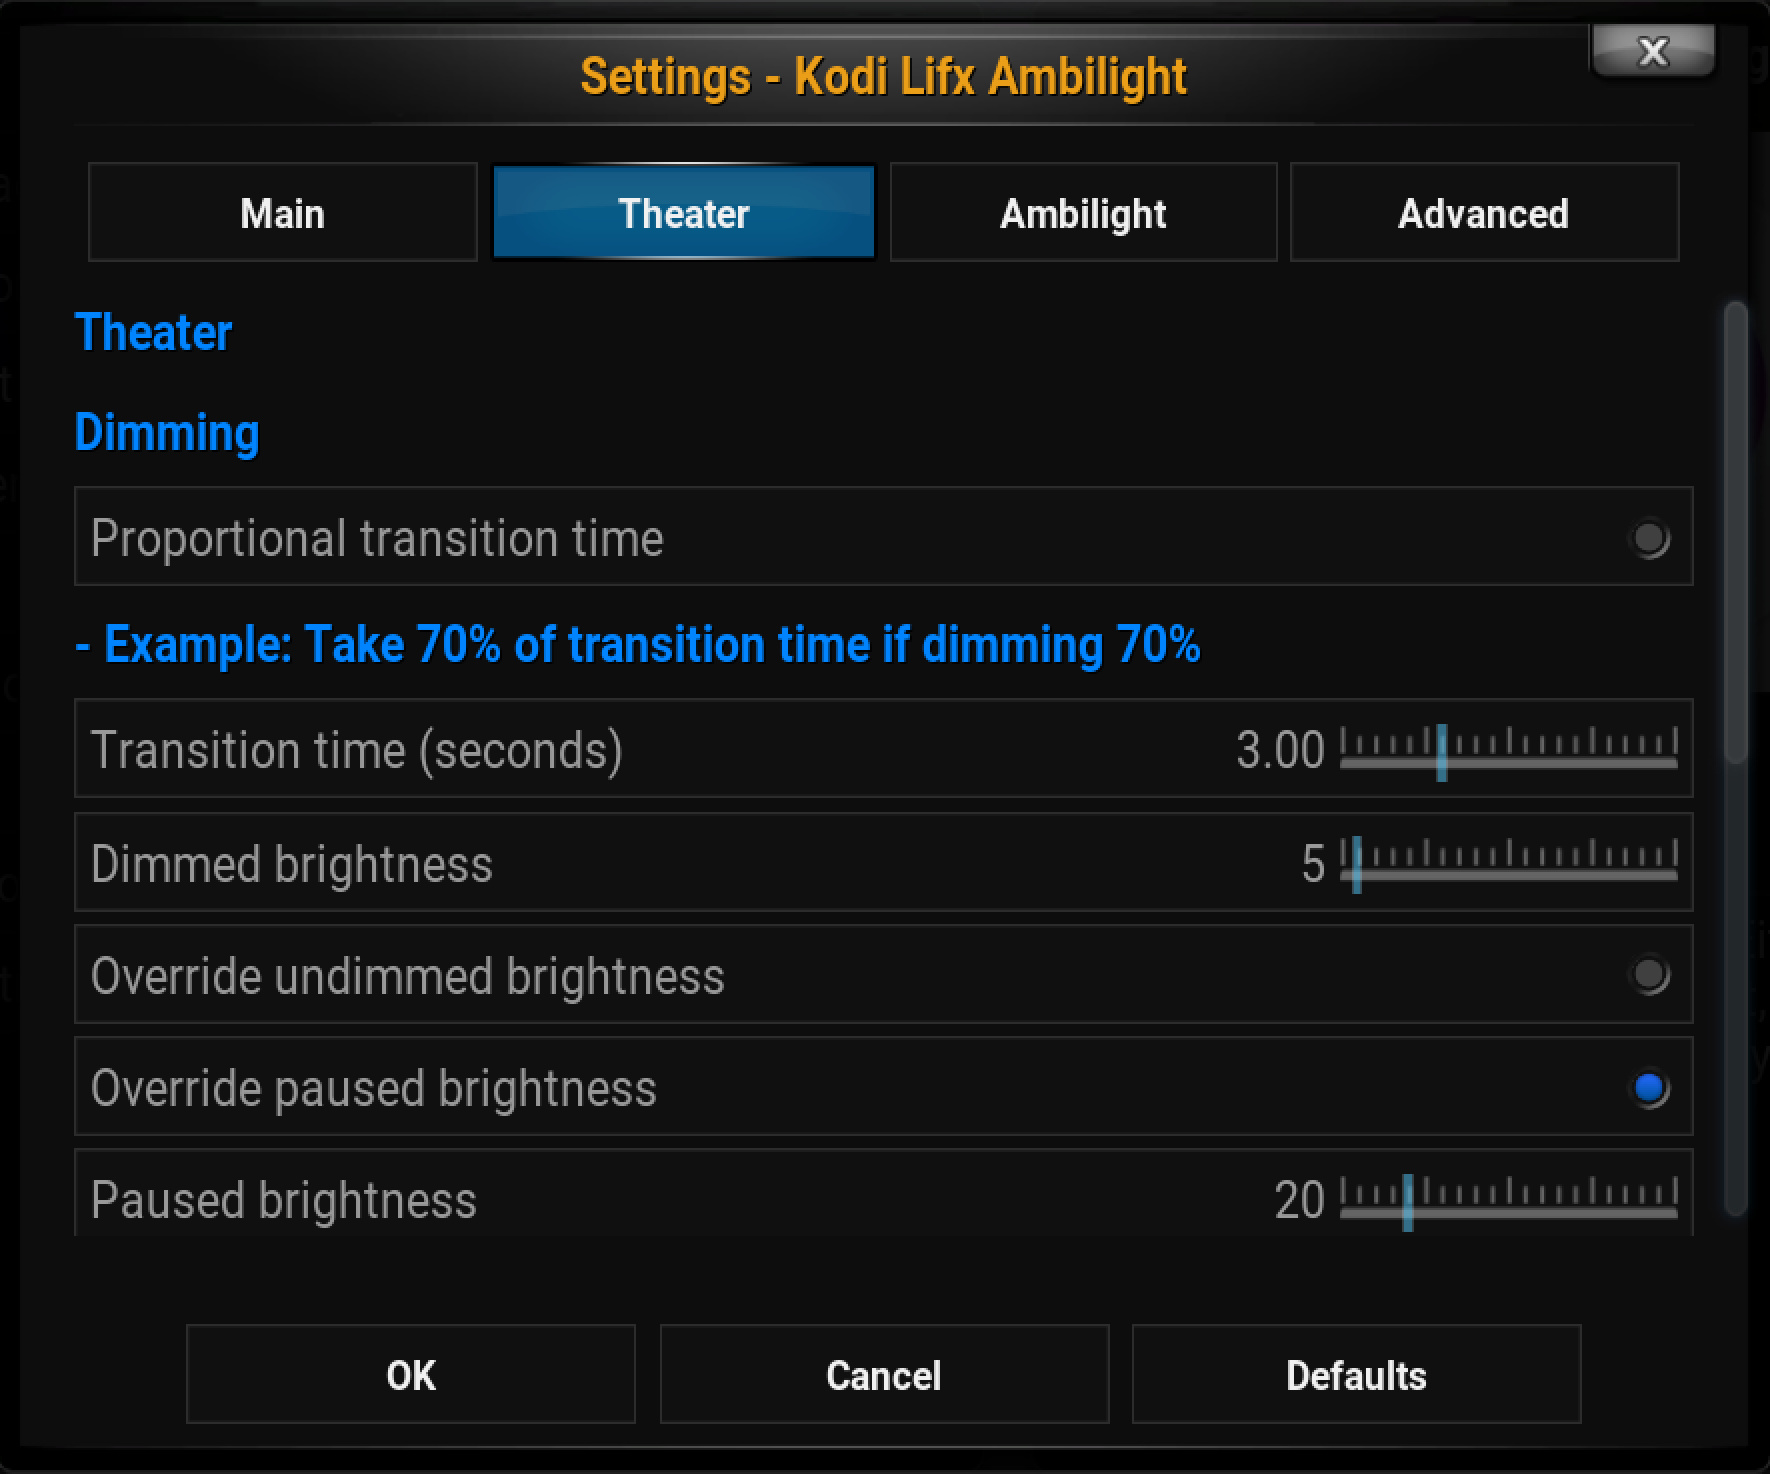 Settings - Kodi Lifx Ambilight
x
Main
Theater
Ambilight
Advanced
Theater
Dimming
Proportional transition time
- Example: Take 70% of transition time if dimming 70%
Transition time (seconds) 3.00
Dimmed brightness 5
Override undimmed brightness
Override paused brightness
Paused brightness 20
OK
Cancel
Defaults